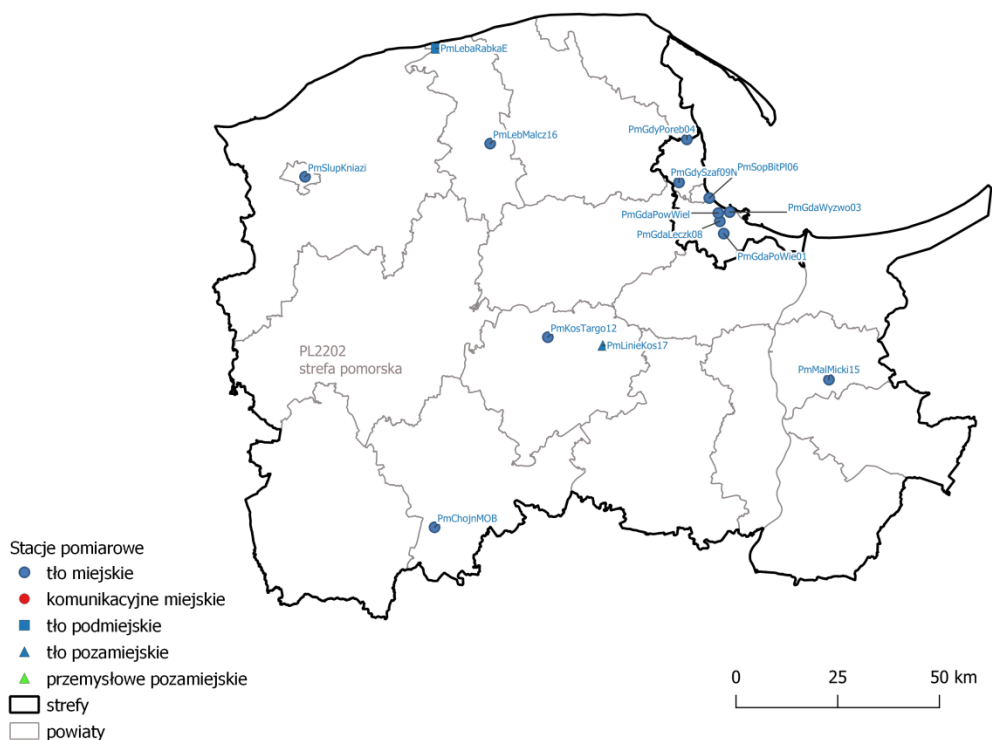 PmLebaRabkaE
PmGdyPoreb04
PmLebMalcz16
PmSlupKniazi
PmGdySzaf09N
PmSopBitPl06
PmGdaPowWiel
PmGdaWyzwo03
PmGdaLeczk08
PmGdaPoWie01
PmKosTargo12
PmLinieKos17
PL2202
strefa pomorska
PmMalMicki15
PmChojnMOB
Stacje pomiarowe
tło miejskie
komunikacyjne miejskie
tło podmiejskie
tło pozamiejskie
przemysłowe pozamiejskie
strefy
powiaty
0 25 50 km